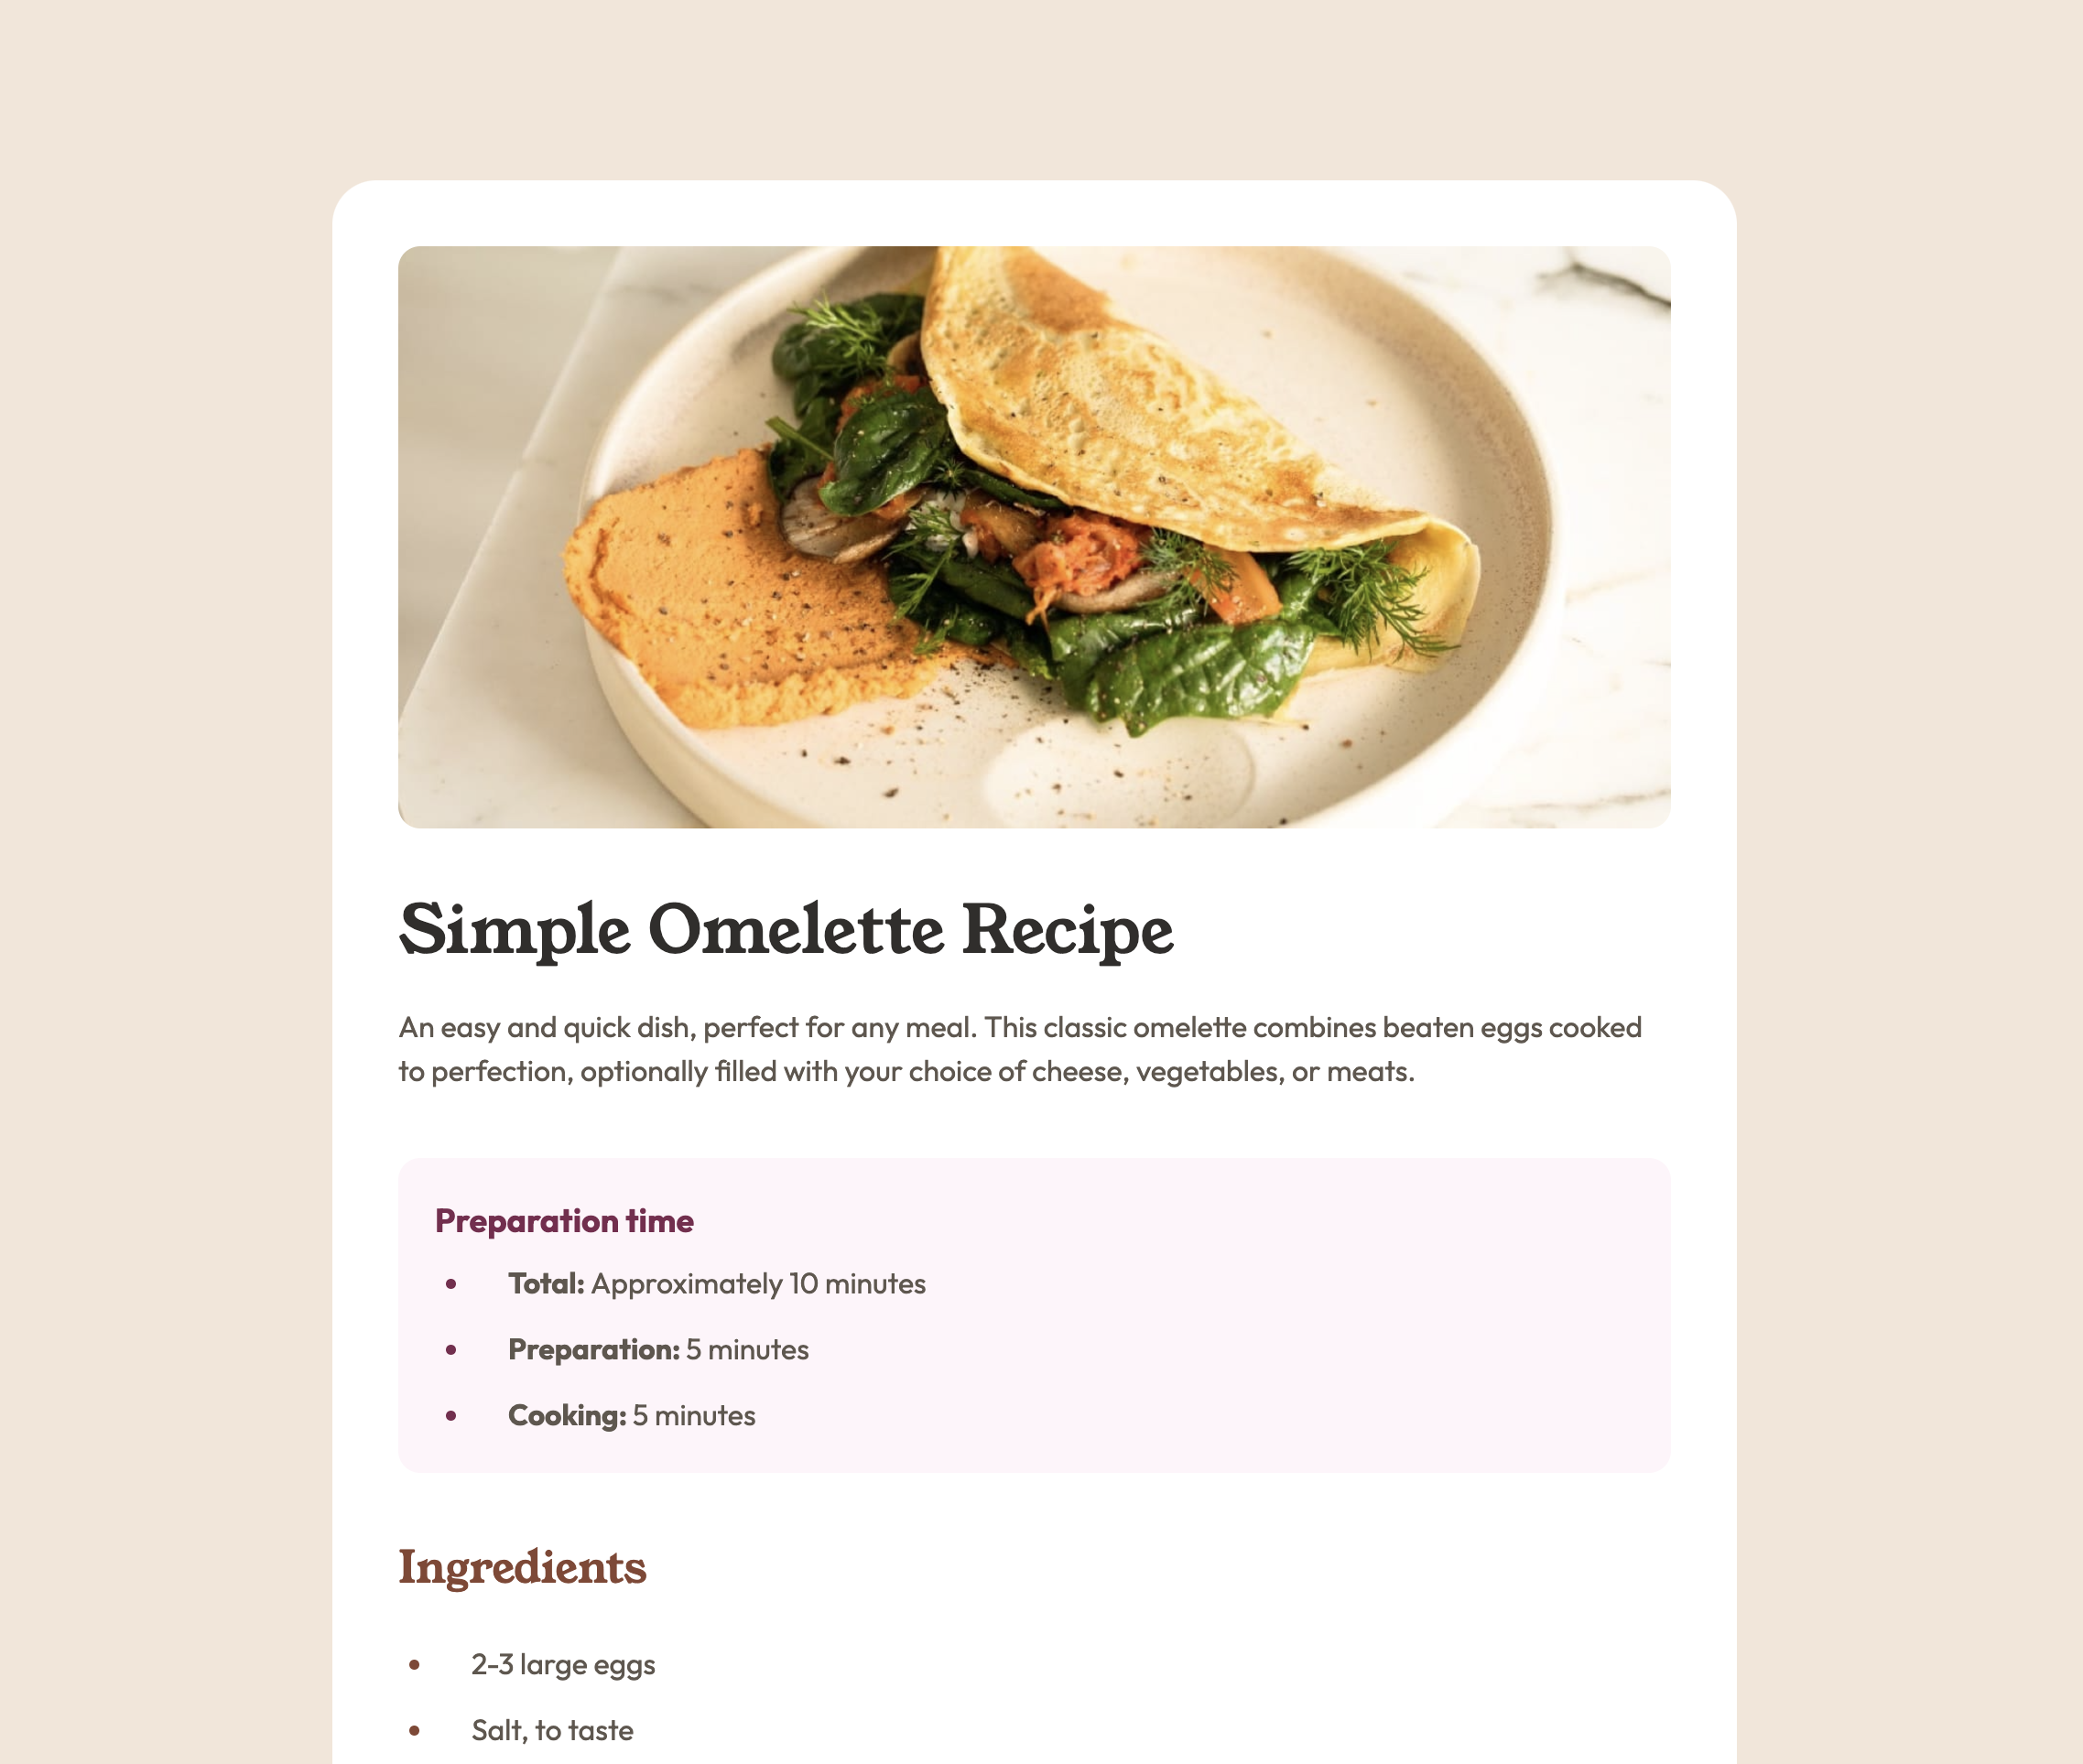 Simple Omelette Recipe
An easy and quick dish, perfect for any meal. This classic omelette combines beaten eggs cooked
to perfection, optionally filled with your choice of cheese, vegetables, or meats.
Preparation time
• Total: Approximately 10 minutes
• Preparation: 5 minutes
• Cooking: 5 minutes
Ingredients
• 2-3 large eggs
• Salt, to taste